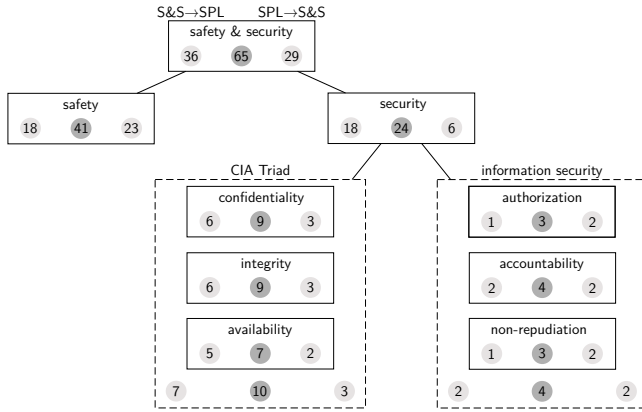 S&S→SPL SPL→S&S
safety & security
36 65 29
safety
18 41 23
security
18 24 6
CIA Triad
confidentiality
6 9 3
integrity
6 9 3
availability
5 7 2
7 10 3
information security
authorization
1 3 2
accountability
2 4 2
non-repudiation
1 3 2
2 4 2